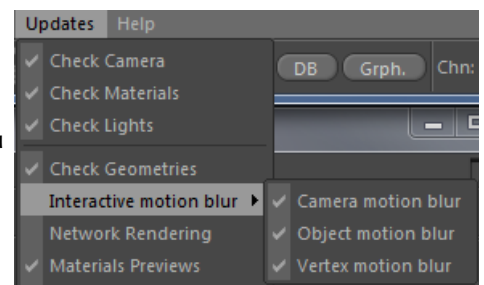 Updates Help
Check Camera
DB Grph. Chn:
Check Materials
Check Lights
Check Geometries
Interactive motion blur
Camera motion blur
Network Rendering
Object motion blur
Materials Previews
Vertex motion blur